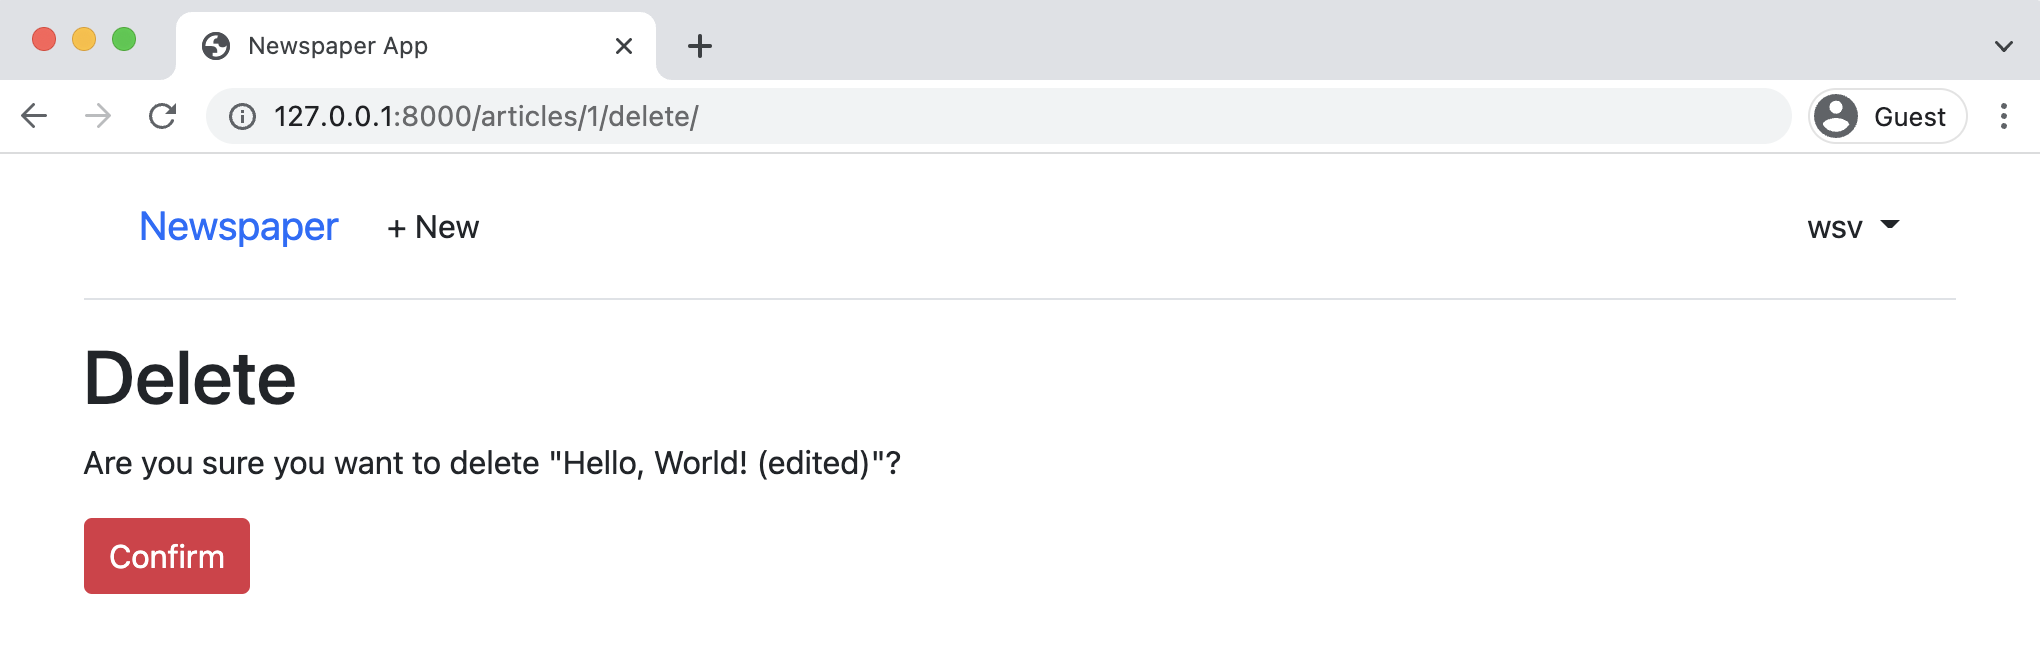 Newspaper App
127.0.0.1:8000/articles/1/delete/
Guest
Newspaper + New wsv
Delete
Are you sure you want to delete "Hello, World! (edited)"?
Confirm